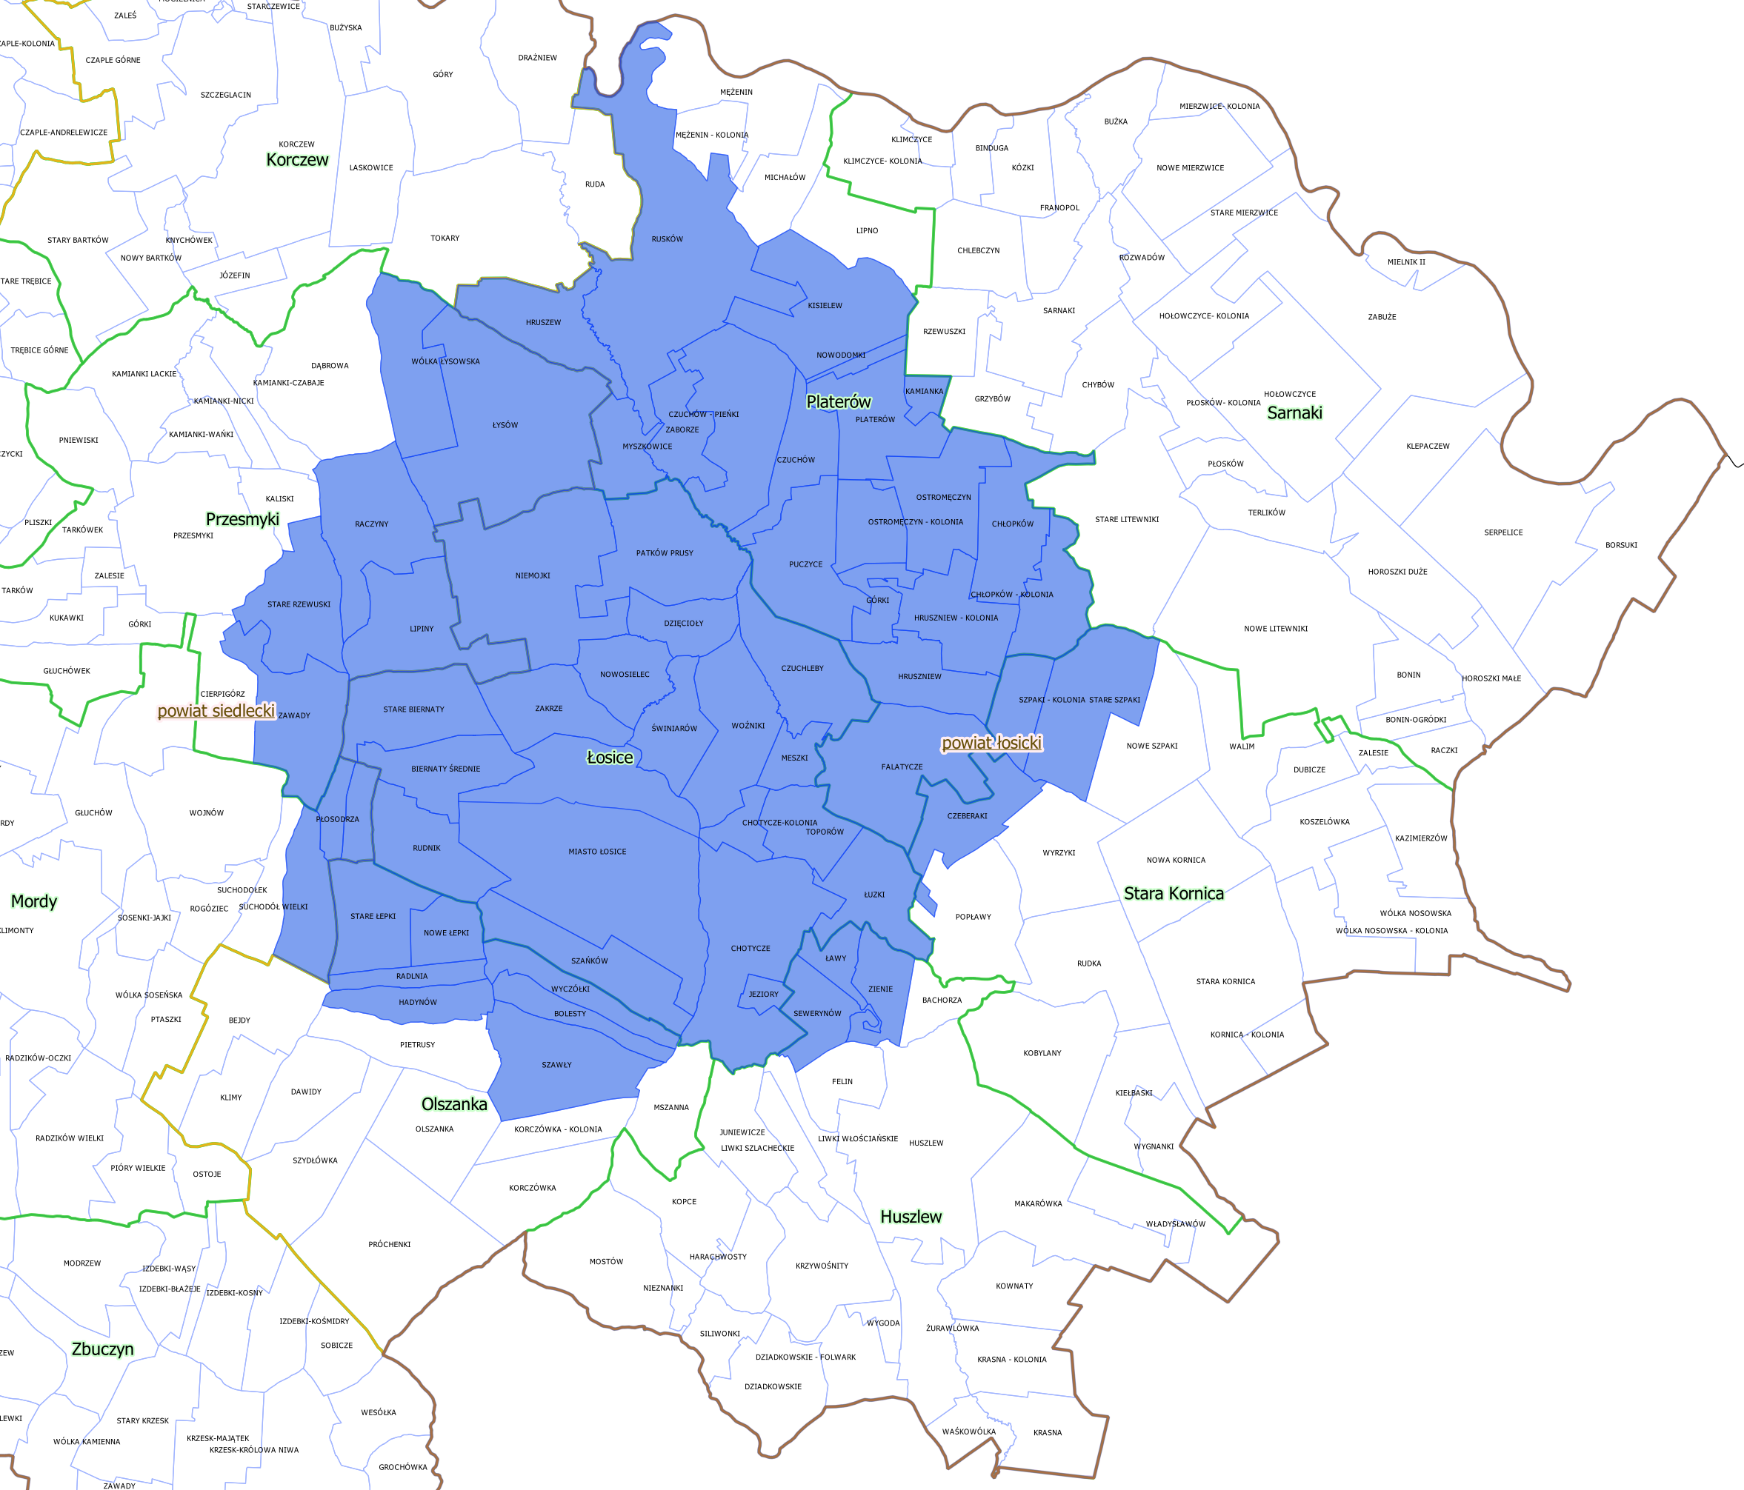 STARCZEWICE
ZALEŚ
BUŻYSKA
ZAPLE-KOLONIA
CZAPLE GÓRNE
DRAŻNIEW
GÓRY
SZCZEGLACIN
MĘŻENIN
MIERZWICE- KOLONIA
BUŻKA
CZAPLE-ANDRELEWICZE
MĘŻENIN - KOLONIA
KLIMCZYCE
KORCZEW
Korczew
BINDUGA
KLIMCZYCE- KOLONIA
LASKOWICE
KÓZKI
NOWE MIERZWICE
MICHAŁÓW
RUDA
FRANOPOL
STARE MIERZWICE
LIPNO
STARY BARTKÓW
KNYCHÓWEK
TOKARY
RUSKÓW
CHLEBCZYN
NOWY BARTKÓW
ROZWADÓW
MIELNIK II
JÓZEFIN
TARE TRĘBICE
KISIELEW
SARNAKI
HOŁOWCZYCE- KOLONIA
ZABUŻE
HRUSZEW
RZEWUSZKI
TRĘBICE GÓRNE
NOWODOMKI
WÓLKA ŁYSOWSKA
DĄBROWA
KAMIANKI LACKIE
KAMIANKI-CZABAJE
CHYBÓW
KAMIANKA
HOŁOWCZYCE
KAMIANKI-NICKI
Platerów
GRZYBÓW
PŁOSKÓW- KOLONIA
Sarnaki
CZUCHÓW - PIEŃKI
PLATERÓW
ŁYSÓW
ZABORZE
KAMIANKI-WAŃKI
PNIEWISKI
MYSZKOWICE
KLEPACZEW
ZYCKI
CZUCHÓW
PŁOSKÓW
KALISKI
OSTROMĘCZYN
TERLIKÓW
Przesmyki
PLISZKI
RACZYNY
OSTROMĘCZYN - KOLONIA
CHŁOPKÓW
STARE LITEWNIKI
TARKÓWEK
PRZESMYKI
SERPELICE
BORSUKI
PATKÓW PRUSY
PUCZYCE
HOROSZKI DUŻE
ZALESIE
NIEMOJKI
TARKÓW
GÓRKI
CHŁOPKÓW - KOLONIA
STARE RZEWUSKI
KUKAWKI
HRUSZNIEW - KOLONIA
GÓRKI
DZIĘCIOŁY
LIPINY
NOWE LITEWNIKI
GŁUCHÓWEK
CZUCHLEBY
NOWOSIELEC
HRUSZNIEW
BONIN
HOROSZKI MAŁE
CIERPIGÓRZ
SZPAKI - KOLONIA
STARE SZPAKI
powiat siedlecki
ZAWADY
STARE BIERNATY
ZAKRZE
BONIN-OGRÓDKI
ŚWINIARÓW
WOŹNIKI
powiat łosicki
NOWE SZPAKI
WALIM
RACZKI
ZALESIE
Łosice
MESZKI
FALATYCZE
BIERNATY ŚREDNIE
DUBICZE
GŁUCHÓW
WOJNÓW
PŁOSODRZA
CHOTYCZE-KOLONIA
CZEBERAKI
KOSZELÓWKA
RDY
TOPORÓW
KAZIMIERZÓW
RUDNIK
MIASTO ŁOSICE
WYRZYKI
NOWA KORNICA
SUCHODOŁEK
ŁUZKI
Stara Kornica
Mordy
SUCHODÓŁ WIELKI
ROGÓZIEC
SOSENKI-JAJKI
STARE ŁEPKI
POPŁAWY
WÓLKA NOSOWSKA
KLIMONTY
NOWE ŁEPKI
WÓLKA NOSOWSKA - KOLONIA
CHOTYCZE
ŁAWY
SZAŃKÓW
RUDKA
RADLNIA
STARA KORNICA
WYCZÓŁKI
JEZIORY
ZIENIE
WÓLKA SOSEŃSKA
HADYNÓW
BACHORZA
BOLESTY
SEWERYNÓW
PTASZKI
BEJDY
KORNICA - KOLONIA
PIETRUSY
KOBYLANY
RADZIKÓW-OCZKI
SZAWŁY
FELIN
DAWIDY
KLIMY
KIEŁBASKI
Olszanka
MSZANNA
OLSZANKA
KORCZÓWKA - KOLONIA
JUNIEWICZE
RADZIKÓW WIELKI
LIWKI WŁOŚCIAŃSKIE
HUSZLEW
LIWKI SZLACHECKIE
WYGNANKI
SZYDŁÓWKA
PIÓRY WIELKIE
OSTOJE
KORCZÓWKA
KOPCE
MAKARÓWKA
Huszlew
WŁADYSŁAWÓW
PRÓCHENKI
HARACHWOSTY
MODRZEW
MOSTÓW
KRZYWOŚNITY
IZDEBKI-WĄSY
IZDEBKI-BŁAŻEJE
IZDEBKI-KOSNY
NIEZNANKI
KOWNATY
IZDEBKI-KOŚMIDRY
WYGODA
ŻURAWLÓWKA
SILIWONKI
SOBICZE
Zbuczyn
ZEW
DZIADKOWSKIE - FOLWARK
KRASNA - KOLONIA
DZIADKOWSKIE
WESÓŁKA
LEWKI
STARY KRZESK
WAŚKOWÓLKA
KRASNA
WÓLKA KAMIENNA
KRZESK-MAJĄTEK
KRZESK-KRÓLOWA NIWA
GROCHÓWKA
ZAWADY